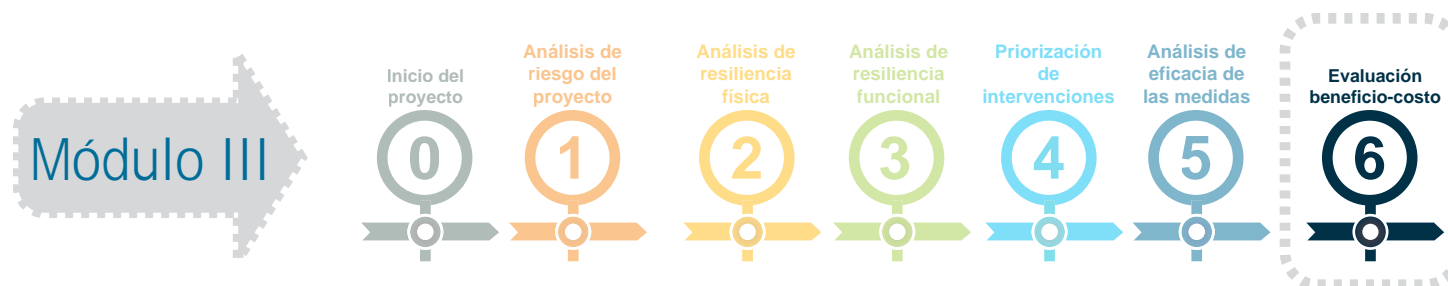 Módulo III
Inicio del
proyecto
0
Análisis de
riesgo del
proyecto
1
Análisis de
resiliencia
física
2
Análisis de
resiliencia
funcional
3
Priorización
de
intervenciones
4
Análisis de
eficacia de
las medidas
5
Evaluación
beneficio-costo
6